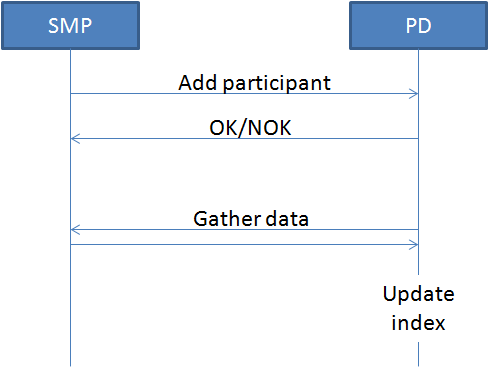 SMP
PD
Add participant
OK/NOK
Gather data
Update
index